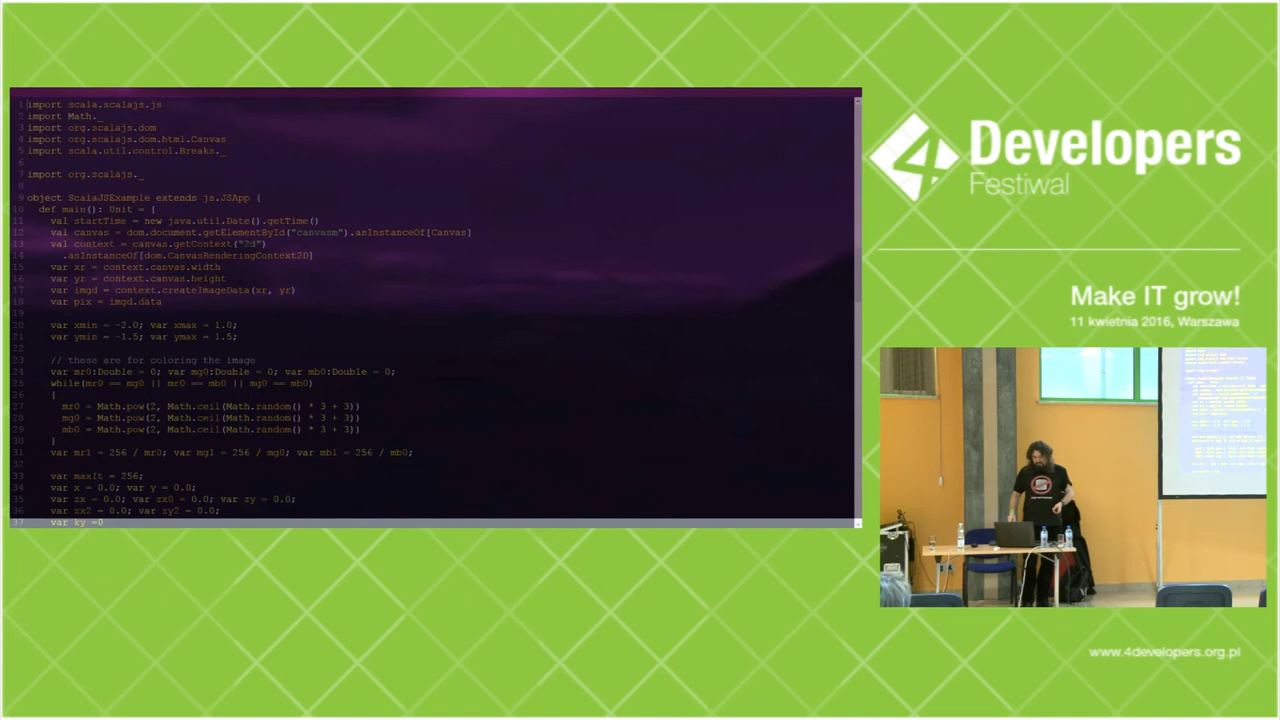 1 import scala.scalajs.js
2 import Math._
3 import org.scalajs.dom
4 import org.scalajs.dom.html.Canvas
5 import scala.util.control.Breaks._
6
7 import org.scalajs._
8
9 object ScalaJSExample extends js.JSApp {
10 def main(): Unit = {
11 val startTime = new java.util.Date().getTime()
12 val canvas = dom.document.getElementById("canvasm").asInstanceOf[Canvas]
13 val context = canvas.getContext("2d")
14 .asInstanceOf[dom.CanvasRenderingContext2D]
15 var xr = context.canvas.width
16 var yr = context.canvas.height
17 var imgd = context.createImageData(xr, yr)
18 var pix = imgd.data
19
20 var xmin = -2.0; var xmax = 1.0;
21 var ymin = -1.5; var ymax = 1.5;
22
23 // these are for coloring the image
24 var mr0:Double = 0; var mg0:Double = 0; var mb0:Double = 0;
25 while(mr0 == mg0 || mr0 == mb0 || mg0 == mb0)
26 {
27 mr0 = Math.pow(2, Math.ceil(Math.random() * 3 + 3))
28 mg0 = Math.pow(2, Math.ceil(Math.random() * 3 + 3))
29 mb0 = Math.pow(2, Math.ceil(Math.random() * 3 + 3))
30 }
31 var mr1 = 256 / mr0; var mg1 = 256 / mg0; var mb1 = 256 / mb0;
32
33 var maxIt = 256;
34 var x = 0.0; var y = 0.0;
35 var zx = 0.0; var zx0 = 0.0; var zy = 0.0;
36 var zx2 = 0.0; var zy2 = 0.0;
37 var ky =0
4 Developers
Festiwal
Make IT grow!
11 kwietnia 2016, Warszawa
www.4developers.org.pl